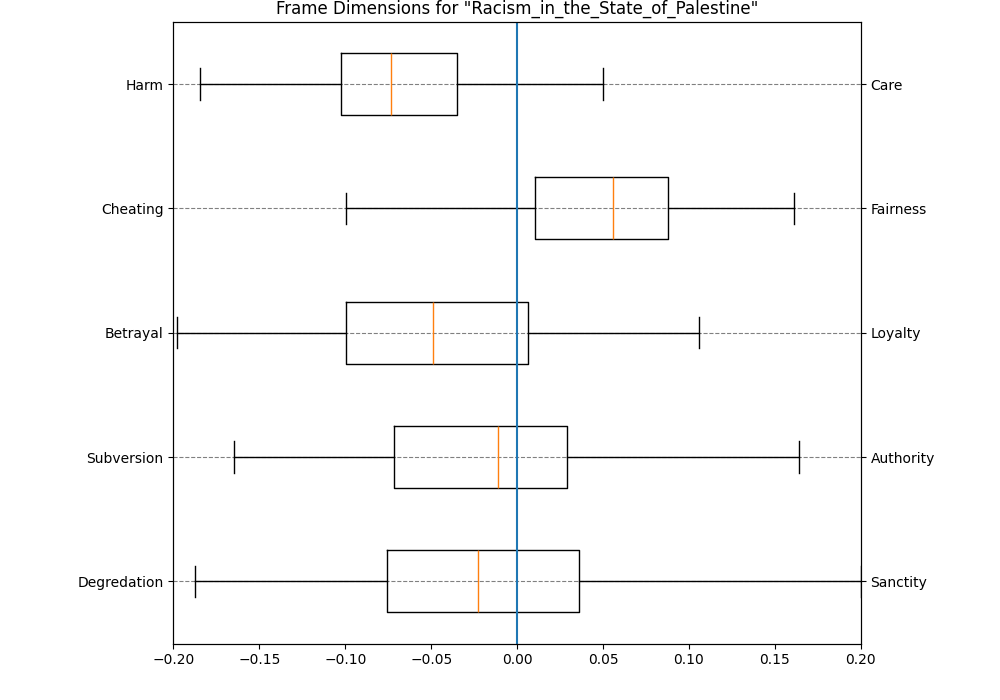 Frame Dimensions for "Racism_in_the_State_of_Palestine"
Harm Care
Cheating Fairness
Betrayal Loyalty
Subversion Authority
Degredation Sanctity
−0.20 −0.15 −0.10 −0.05 0.00 0.05 0.10 0.15 0.20